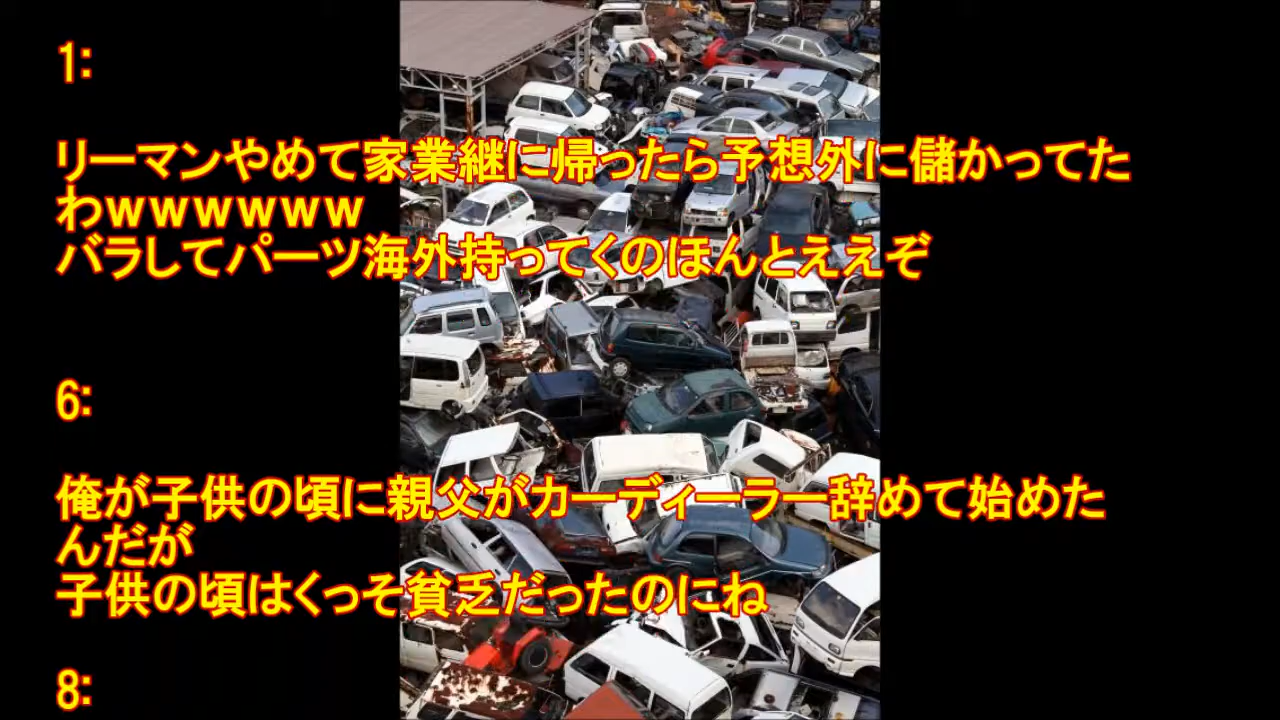 1:
リーマンやめて家業継に帰ったら予想外に儲かってた
わｗｗｗｗｗｗ
バラしてパーツ海外持ってくのほんとええぞ
6:
俺が子供の頃に親父がカーディーラー辞めて始めた
んだが
子供の頃はくっそ貧乏だったのにね
8: